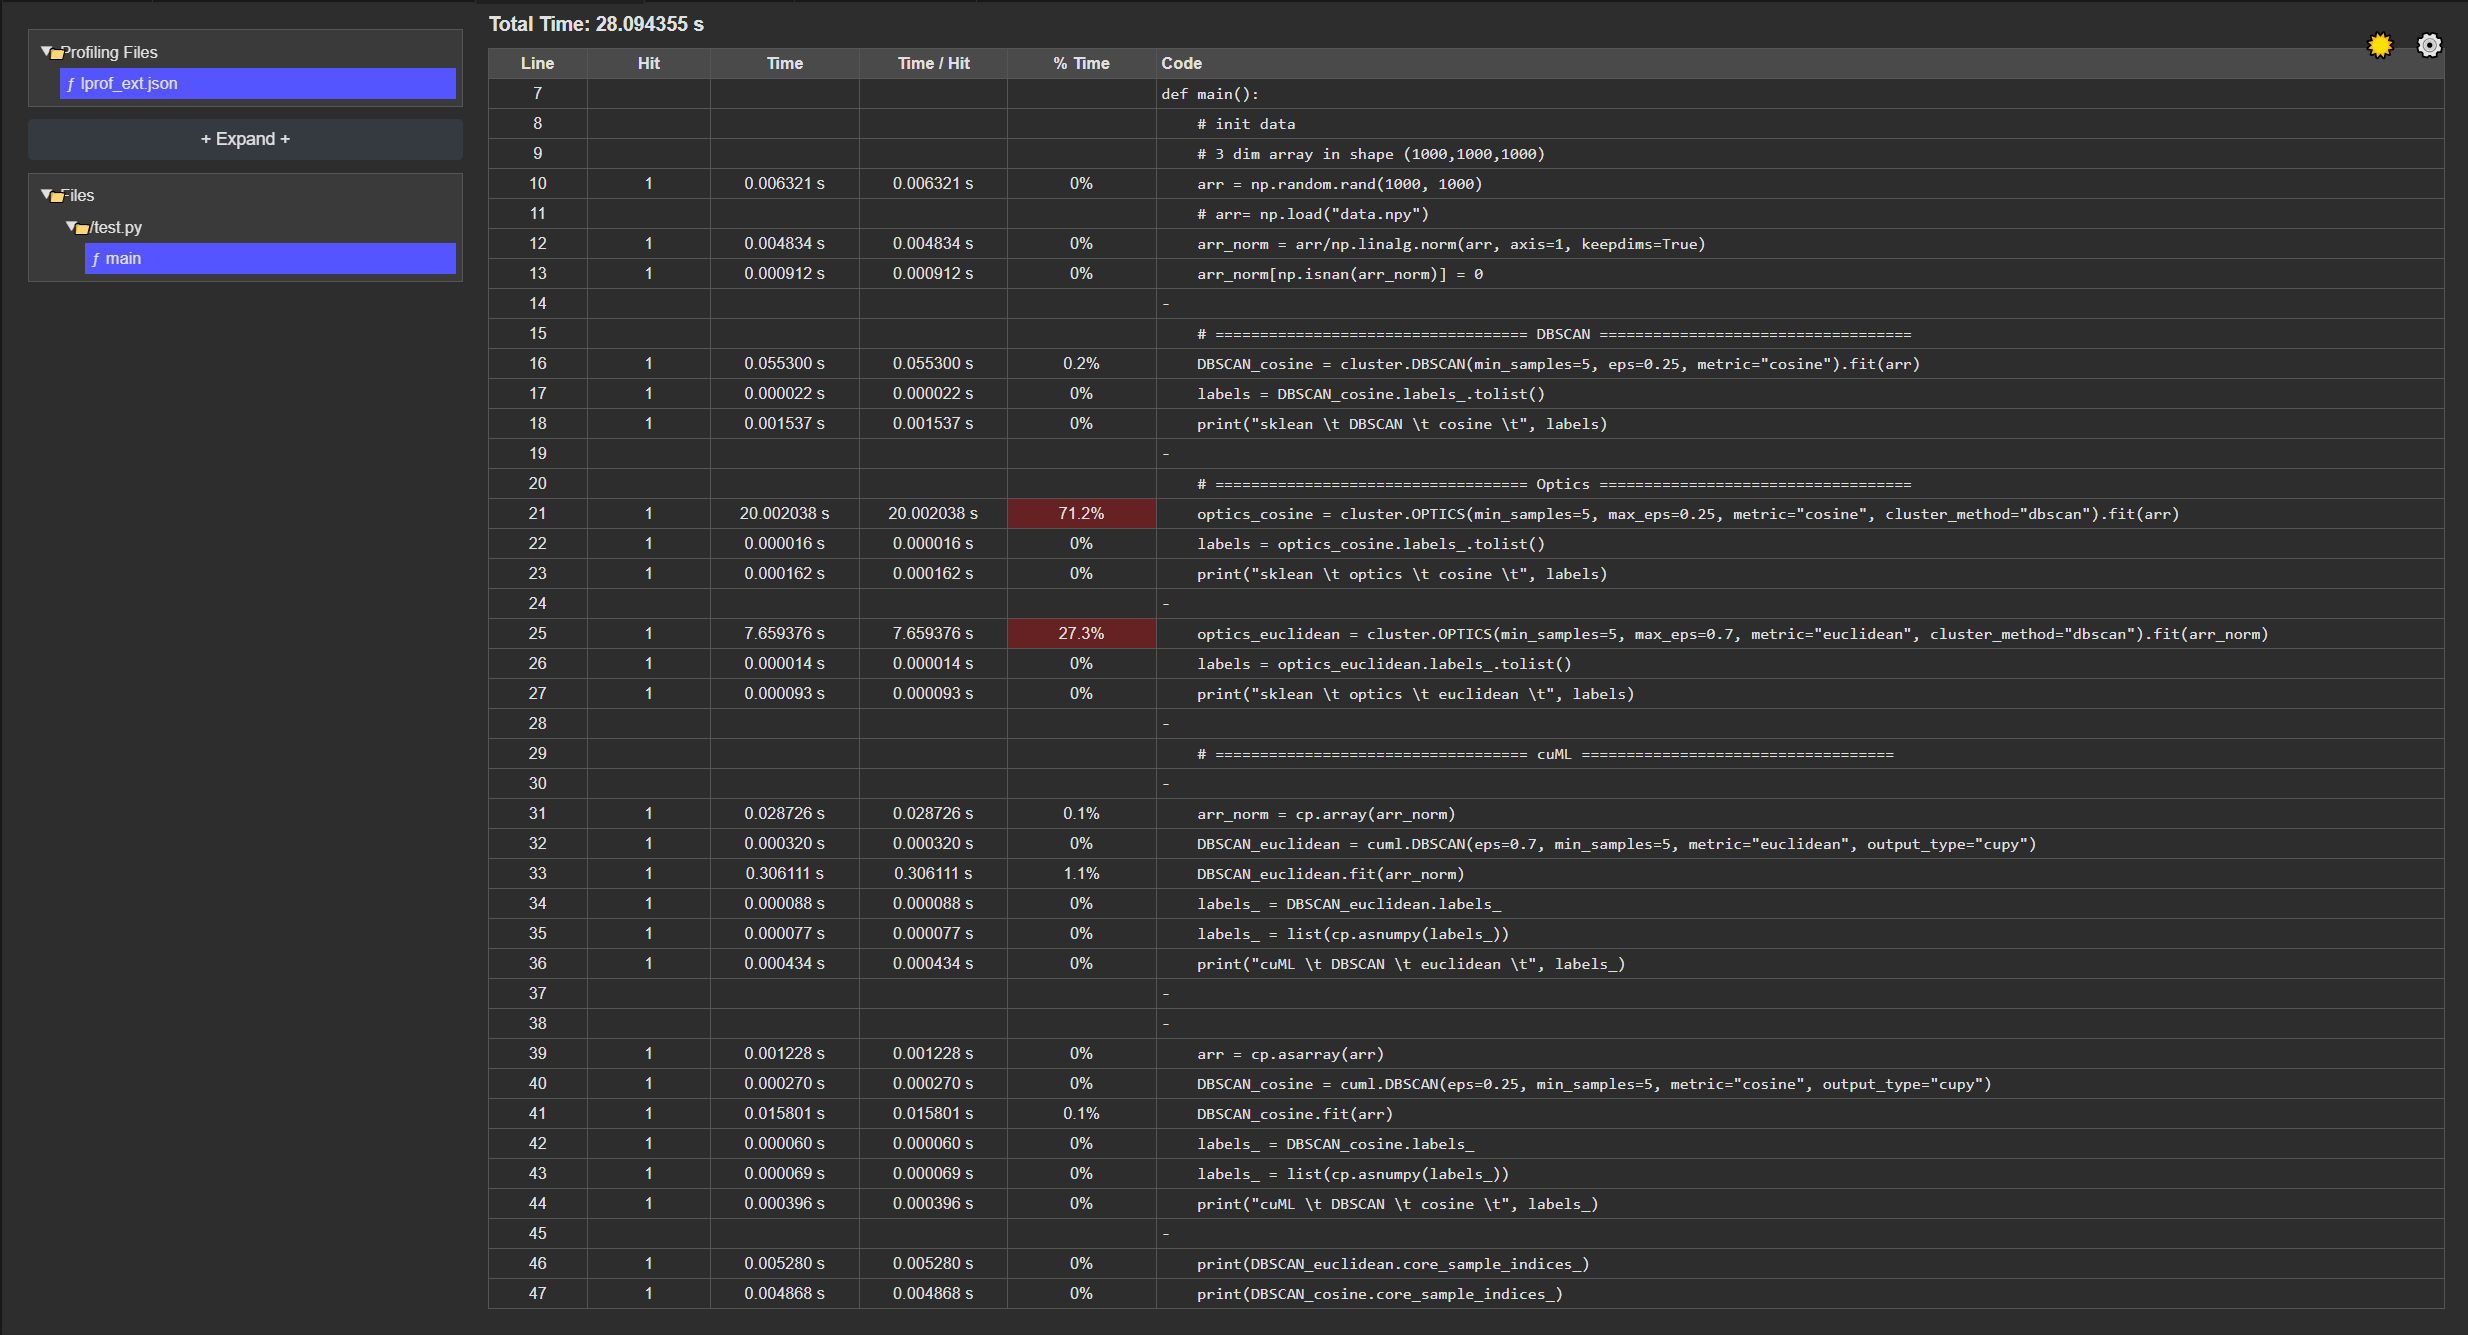 Profiling Files
ƒ lprof_ext.json
+ Expand +
Files
/test.py
ƒ main
Total Time: 28.094355 s
Line Hit Time Time / Hit % Time Code
7 def main():
8 # init data
9 # 3 dim array in shape (1000,1000,1000)
10 1 0.006321 s 0.006321 s 0% arr = np.random.rand(1000, 1000)
11 # arr= np.load("data.npy")
12 1 0.004834 s 0.004834 s 0% arr_norm = arr/np.linalg.norm(arr, axis=1, keepdims=True)
13 1 0.000912 s 0.000912 s 0% arr_norm[np.isnan(arr_norm)] = 0
14 -
15 # =================================== DBSCAN ===================================
16 1 0.055300 s 0.055300 s 0.2% DBSCAN_cosine = cluster.DBSCAN(min_samples=5, eps=0.25, metric="cosine").fit(arr)
17 1 0.000022 s 0.000022 s 0% labels = DBSCAN_cosine.labels_.tolist()
18 1 0.001537 s 0.001537 s 0% print("sklean \t DBSCAN \t cosine \t", labels)
19 -
20 # =================================== Optics ===================================
21 1 20.002038 s 20.002038 s 71.2% optics_cosine = cluster.OPTICS(min_samples=5, max_eps=0.25, metric="cosine", cluster_method="dbscan").fit(arr)
22 1 0.000016 s 0.000016 s 0% labels = optics_cosine.labels_.tolist()
23 1 0.000162 s 0.000162 s 0% print("sklean \t optics \t cosine \t", labels)
24 -
25 1 7.659376 s 7.659376 s 27.3% optics_euclidean = cluster.OPTICS(min_samples=5, max_eps=0.7, metric="euclidean", cluster_method="dbscan").fit(arr_norm)
26 1 0.000014 s 0.000014 s 0% labels = optics_euclidean.labels_.tolist()
27 1 0.000093 s 0.000093 s 0% print("sklean \t optics \t euclidean \t", labels)
28 -
29 # =================================== cuML ===================================
30 -
31 1 0.028726 s 0.028726 s 0.1% arr_norm = cp.array(arr_norm)
32 1 0.000320 s 0.000320 s 0% DBSCAN_euclidean = cuml.DBSCAN(eps=0.7, min_samples=5, metric="euclidean", output_type="cupy")
33 1 0.306111 s 0.306111 s 1.1% DBSCAN_euclidean.fit(arr_norm)
34 1 0.000088 s 0.000088 s 0% labels_ = DBSCAN_euclidean.labels_
35 1 0.000077 s 0.000077 s 0% labels_ = list(cp.asnumpy(labels_))
36 1 0.000434 s 0.000434 s 0% print("cuML \t DBSCAN \t euclidean \t", labels_)
37 -
38 -
39 1 0.001228 s 0.001228 s 0% arr = cp.asarray(arr)
40 1 0.000270 s 0.000270 s 0% DBSCAN_cosine = cuml.DBSCAN(eps=0.25, min_samples=5, metric="cosine", output_type="cupy")
41 1 0.015801 s 0.015801 s 0.1% DBSCAN_cosine.fit(arr)
42 1 0.000060 s 0.000060 s 0% labels_ = DBSCAN_cosine.labels_
43 1 0.000069 s 0.000069 s 0% labels_ = list(cp.asnumpy(labels_))
44 1 0.000396 s 0.000396 s 0% print("cuML \t DBSCAN \t cosine \t", labels_)
45 -
46 1 0.005280 s 0.005280 s 0% print(DBSCAN_euclidean.core_sample_indices_)
47 1 0.004868 s 0.004868 s 0% print(DBSCAN_cosine.core_sample_indices_)